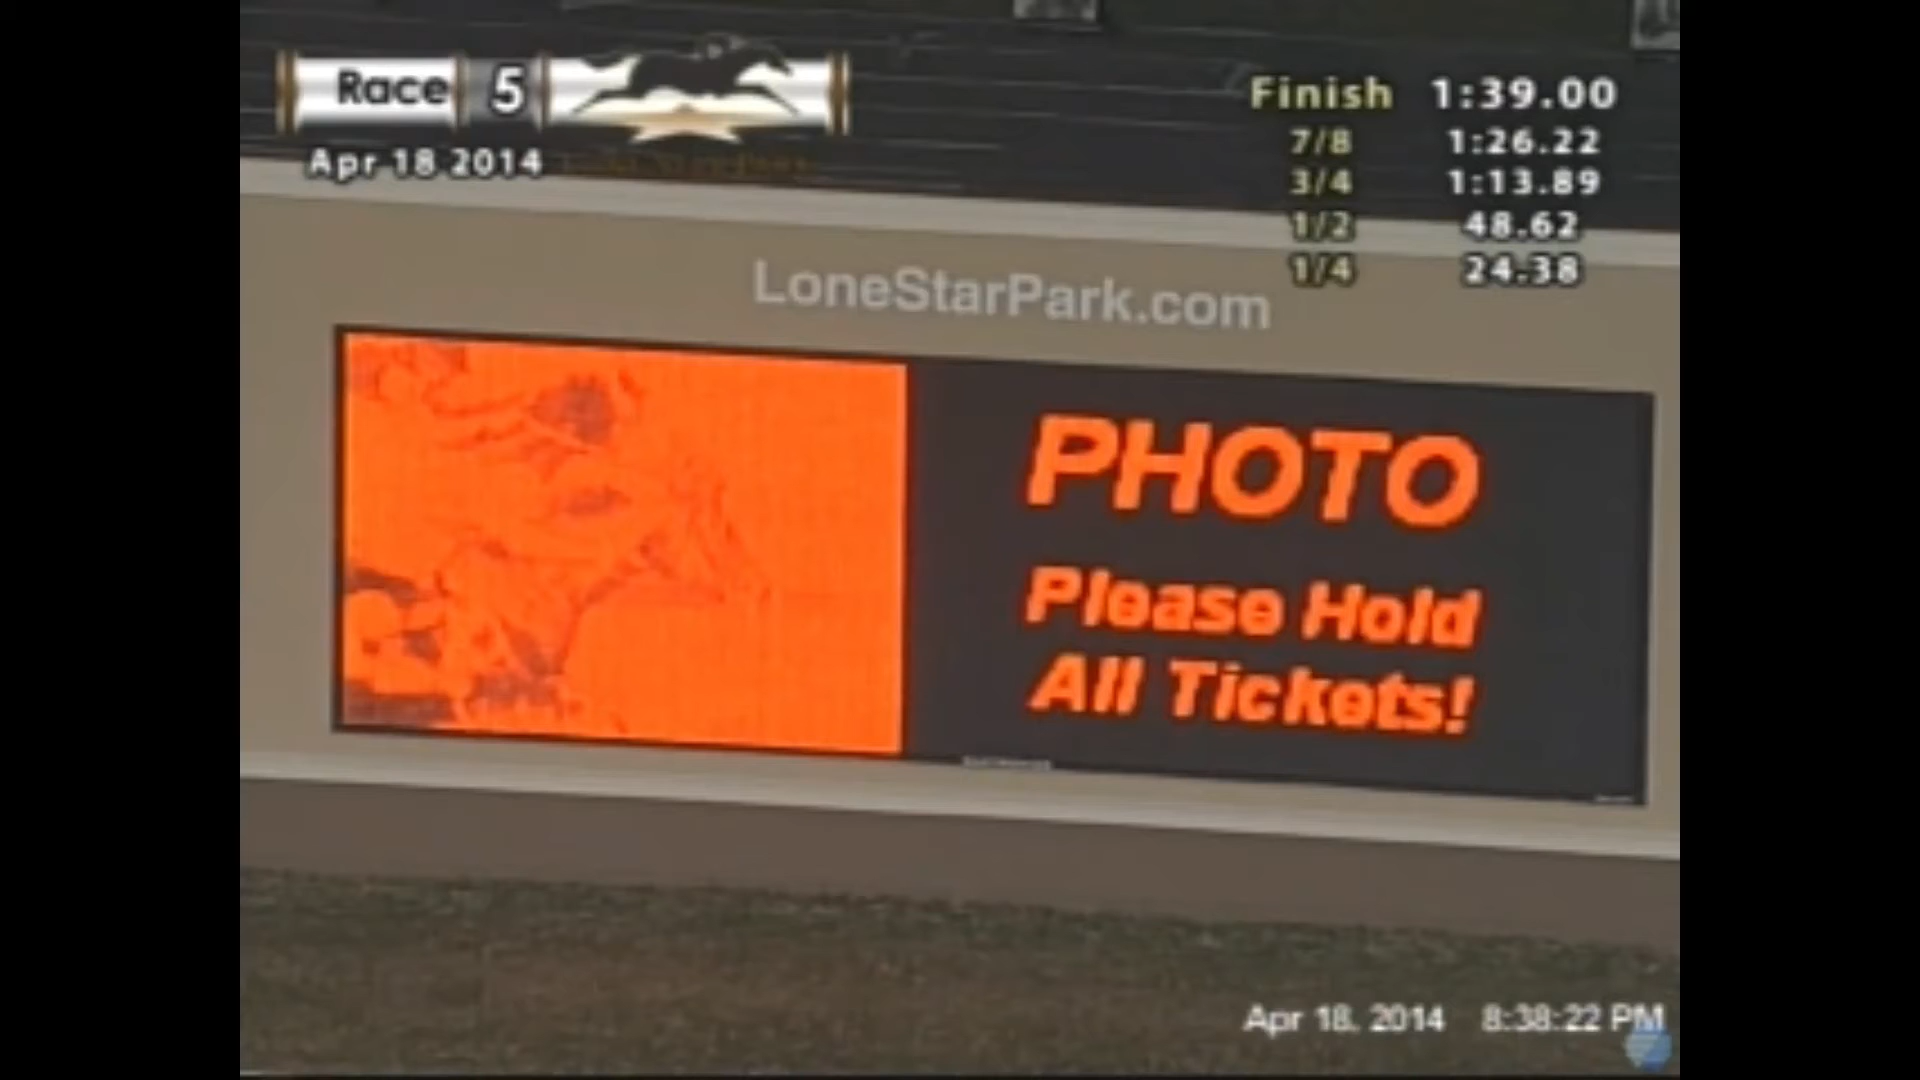 Race 5
Apr 18 2014
Finish 1:39.00
7/8 1:26.22
3/4 1:13.89
1/2 48.62
1/4 24.38
LoneStarPark.com
PHOTO
Please Hold
All Tickets!
Apr 18, 2014 8:38:22 PM